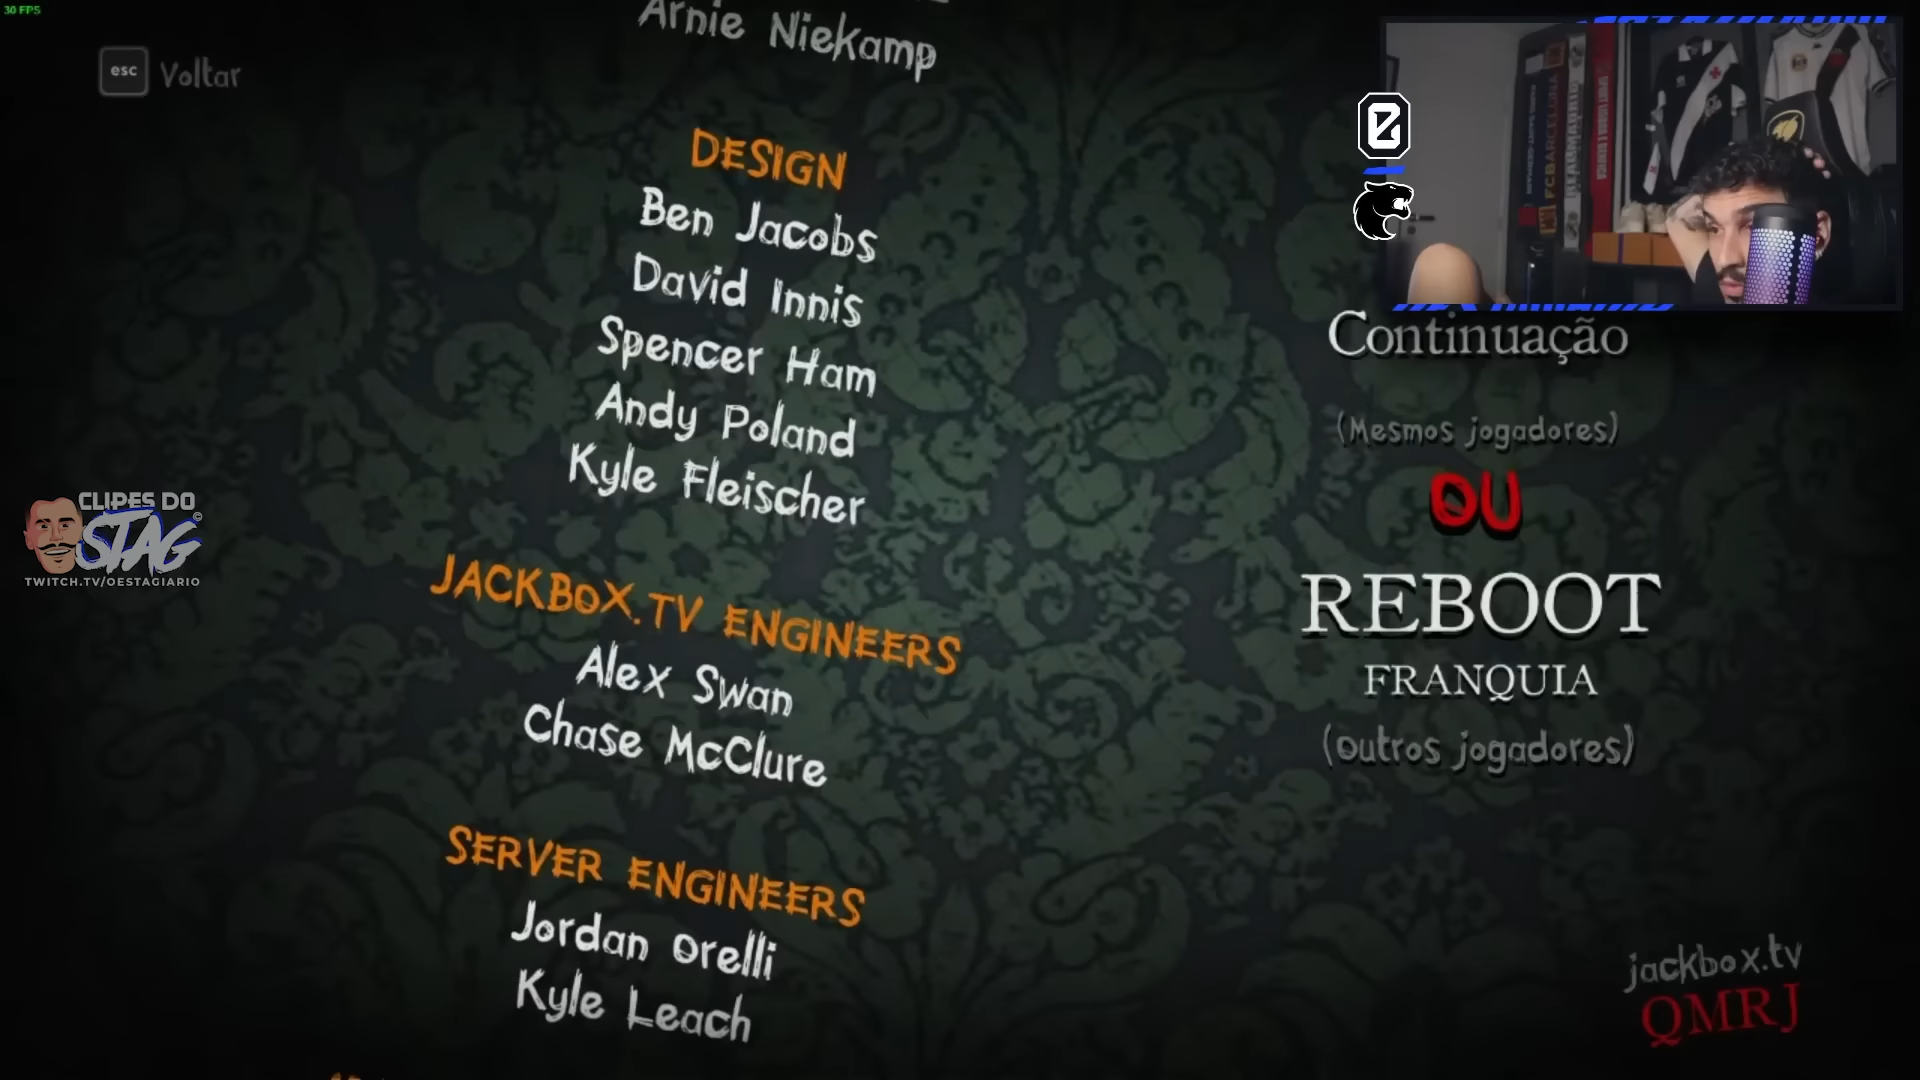 30 FPS
Arnie Niekamp
esc Voltar
DESIGN
Ben Jacobs
David Innis
Spencer Ham
Andy Poland
Kyle Fleischer
JACKBOX.TV ENGINEERS
Alex Swan
Chase McClure
SERVER ENGINEERS
Jordan Orelli
Kyle Leach
CLIPES DO
STAG
TWITCH.TV/OESTAGIARIO
FC BARCELONA
Continuação
(Mesmos jogadores)
OU
REBOOT
FRANQUIA
(Outros jogadores)
jackbox.tv
QMRJ